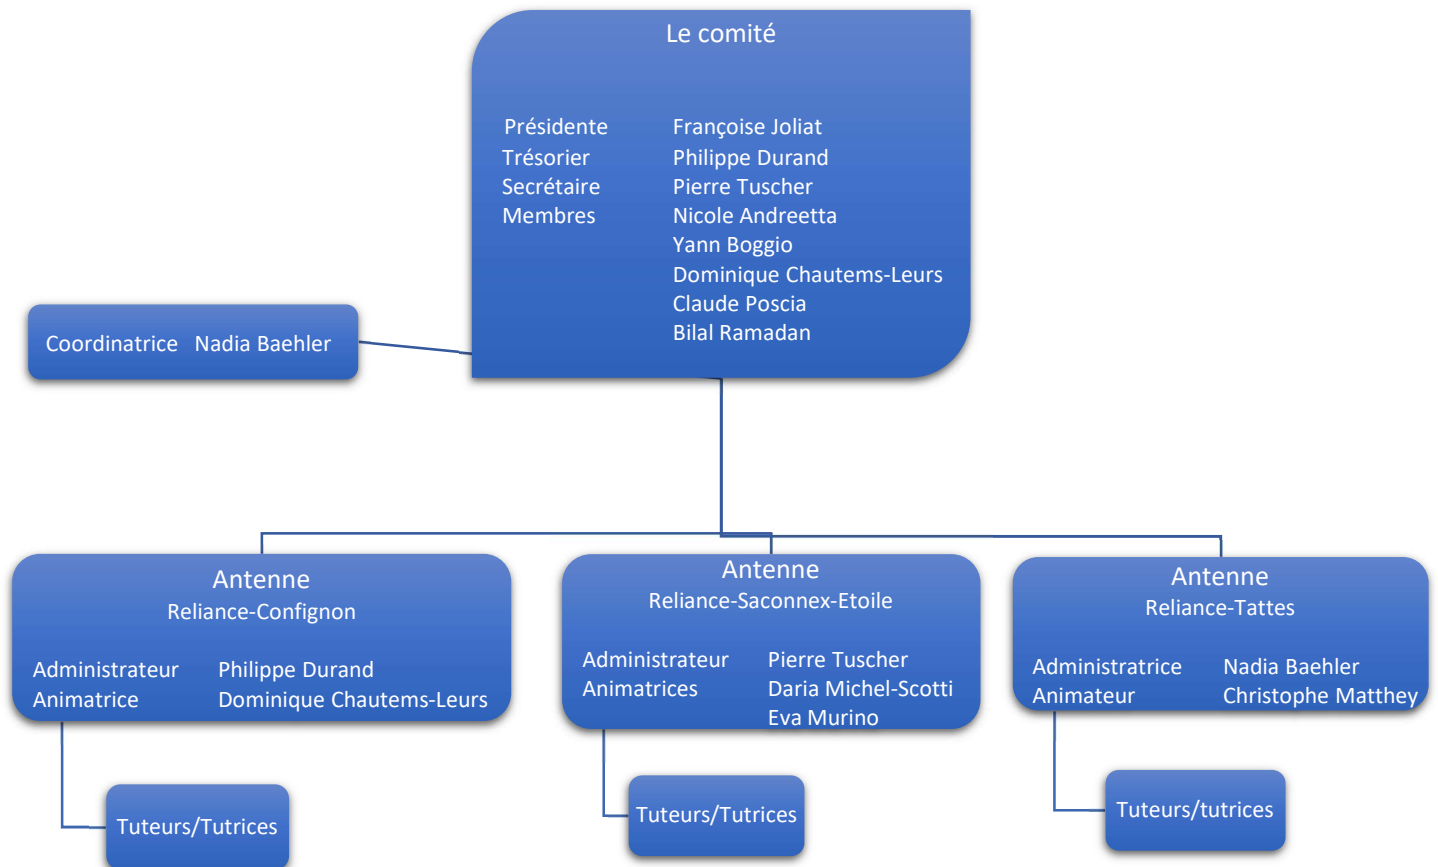 Le comité
Présidente Françoise Joliat
Trésorier Philippe Durand
Secrétaire Pierre Tuscher
Membres Nicole Andreetta
Yann Boggio
Dominique Chautems-Leurs
Claude Poscia
Bilal Ramadan
Coordinatrice Nadia Baehler
Antenne
Reliance-Confignon
Administrateur Philippe Durand
Animatrice Dominique Chautems-Leurs
Tuteurs/Tutrices
Antenne
Reliance-Saconnex-Etoile
Administrateur Pierre Tuscher
Animatrices Daria Michel-Scotti
Eva Murino
Tuteurs/Tutrices
Antenne
Reliance-Tattes
Administratrice Nadia Baehler
Animateur Christophe Matthey
Tuteurs/tutrices